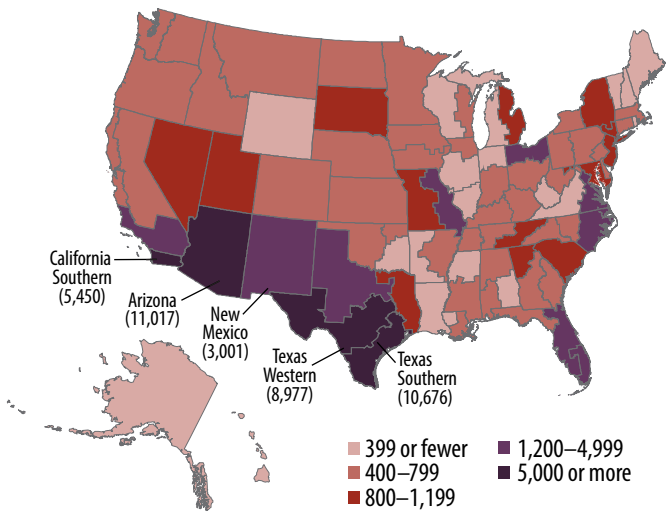 California
Southern
(5,450)
Arizona
(11,017)
New
Mexico
(3,001)
Texas
Western
(8,977)
Texas
Southern
(10,676)
399 or fewer
400–799
800–1,199
1,200–4,999
5,000 or more